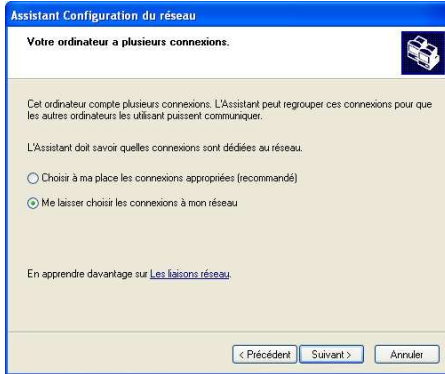 Assistant Configuration du réseau
Votre ordinateur a plusieurs connexions.
Cet ordinateur compte plusieurs connexions. L'Assistant peut regrouper ces connexions pour que
les autres ordinateurs les utilisant puissent communiquer.
L'Assistant doit savoir quelles connexions sont dédiées au réseau.
Choisir à ma place les connexions appropriées (recommandé)
Me laisser choisir les connexions à mon réseau
En apprendre davantage sur Les liaisons réseau.
< Précédent Suivant > Annuler